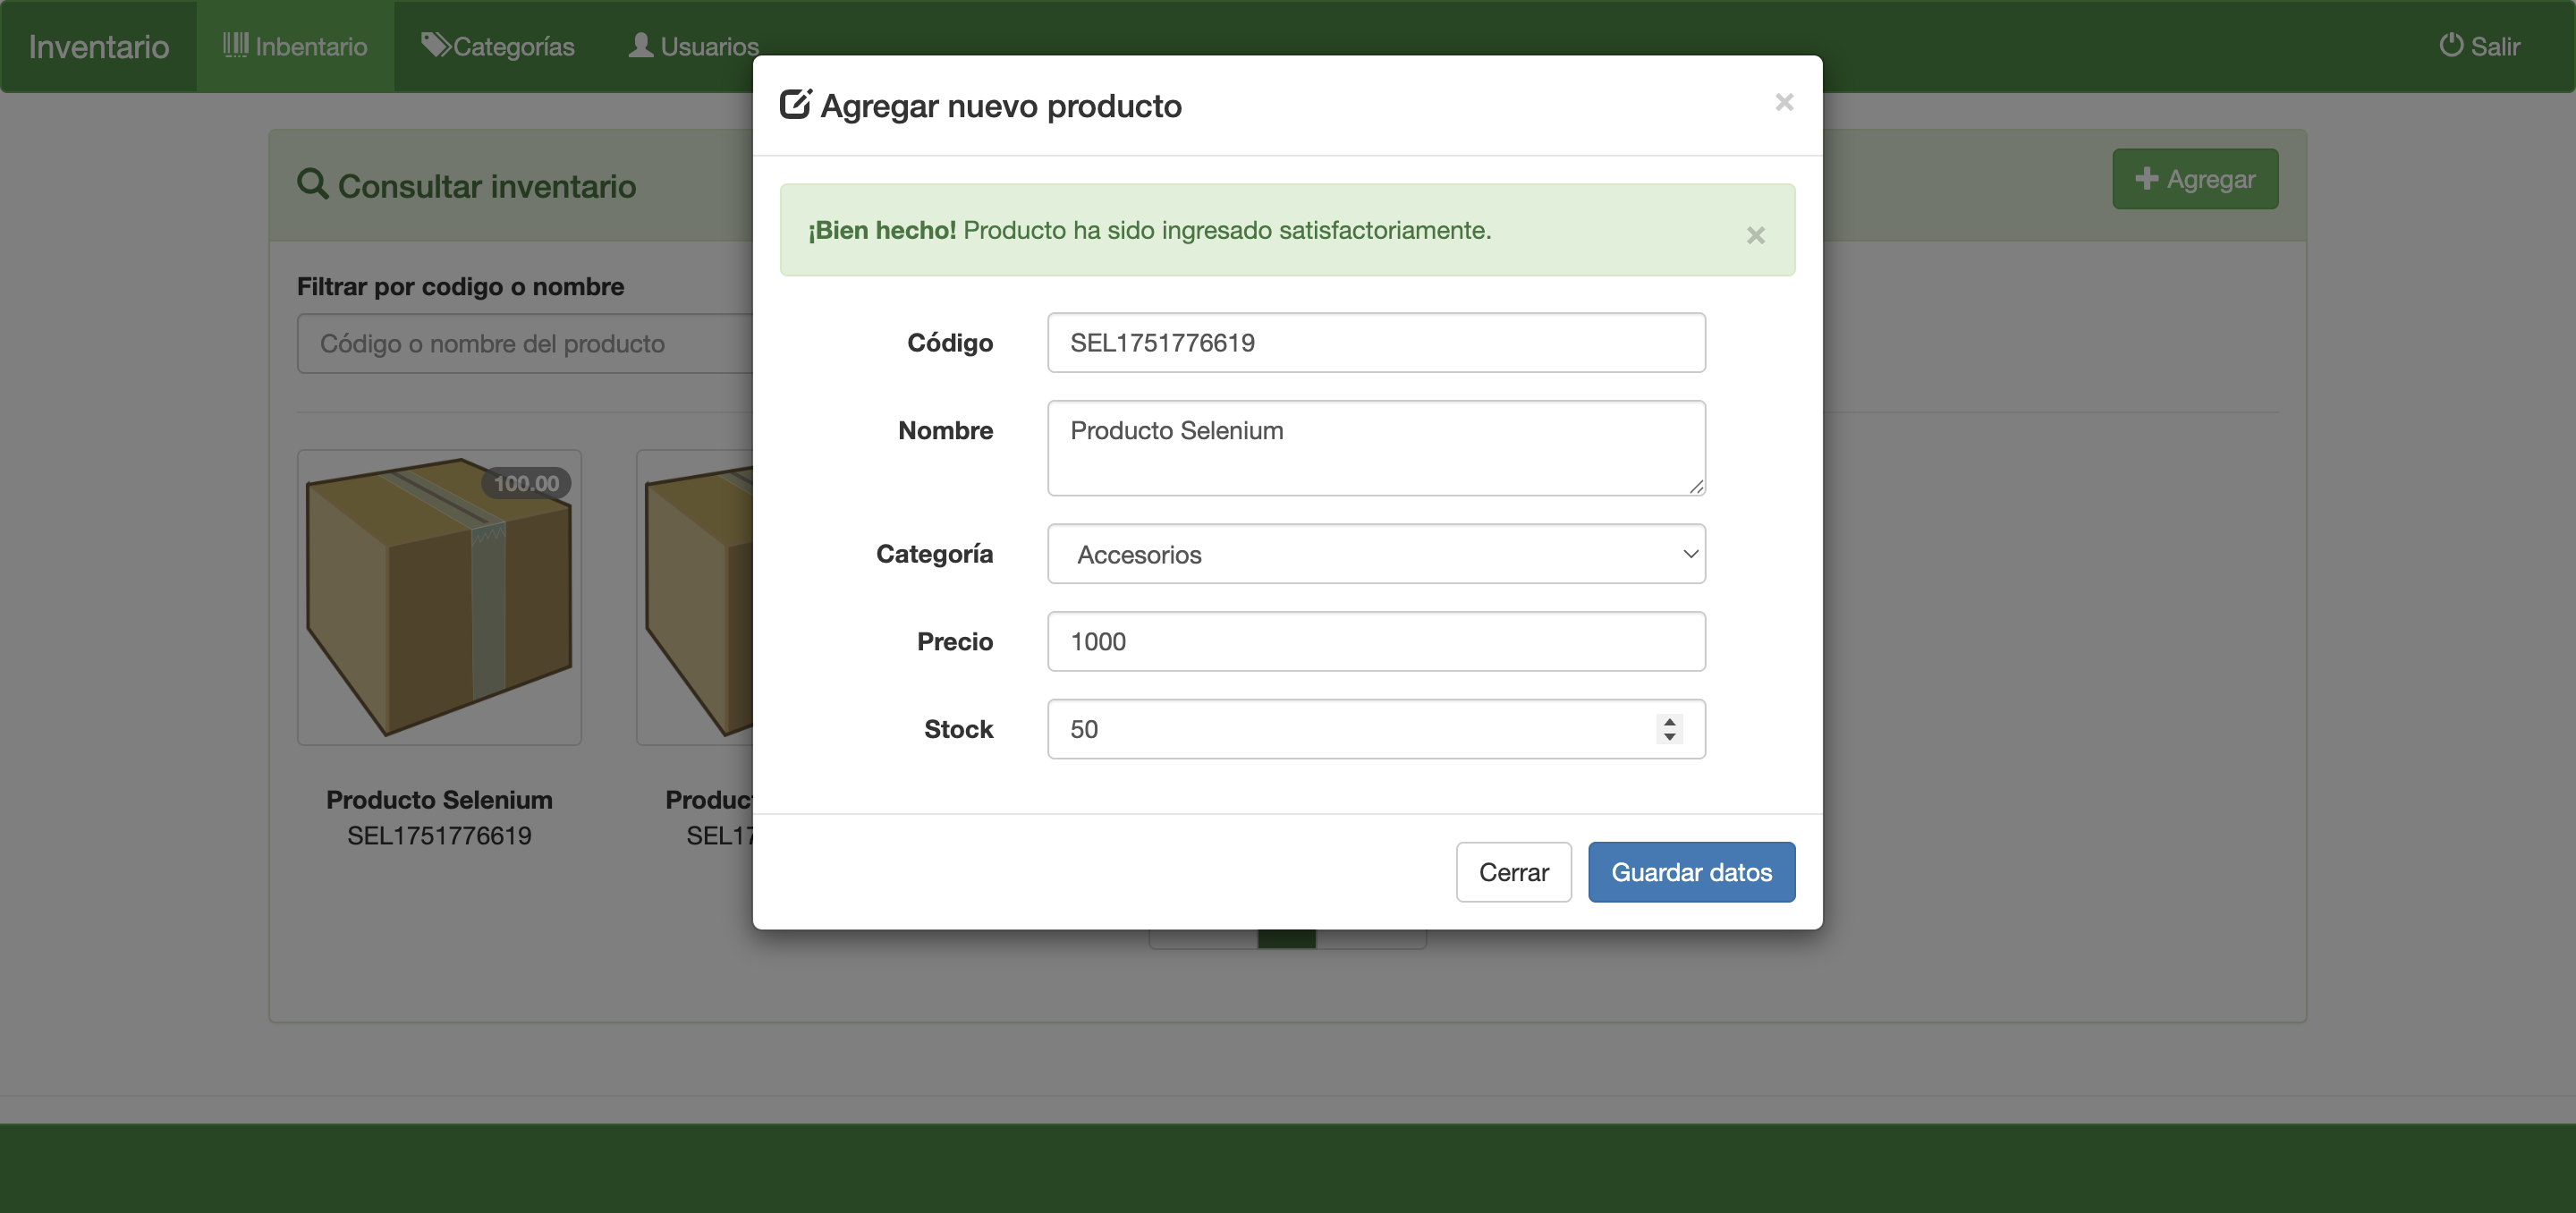 Inventario
Inbentario
Categorías
Usuarios
Salir
Agregar nuevo producto
×
Consultar inventario
Agregar
¡Bien hecho! Producto ha sido ingresado satisfactoriamente.
×
Filtrar por codigo o nombre
Código o nombre del producto
Código
SEL1751776619
Nombre
Producto Selenium
Categoría
Accesorios
Precio
1000
Stock
50
100.00
Producto Selenium
SEL1751776619
Cerrar
Guardar datos